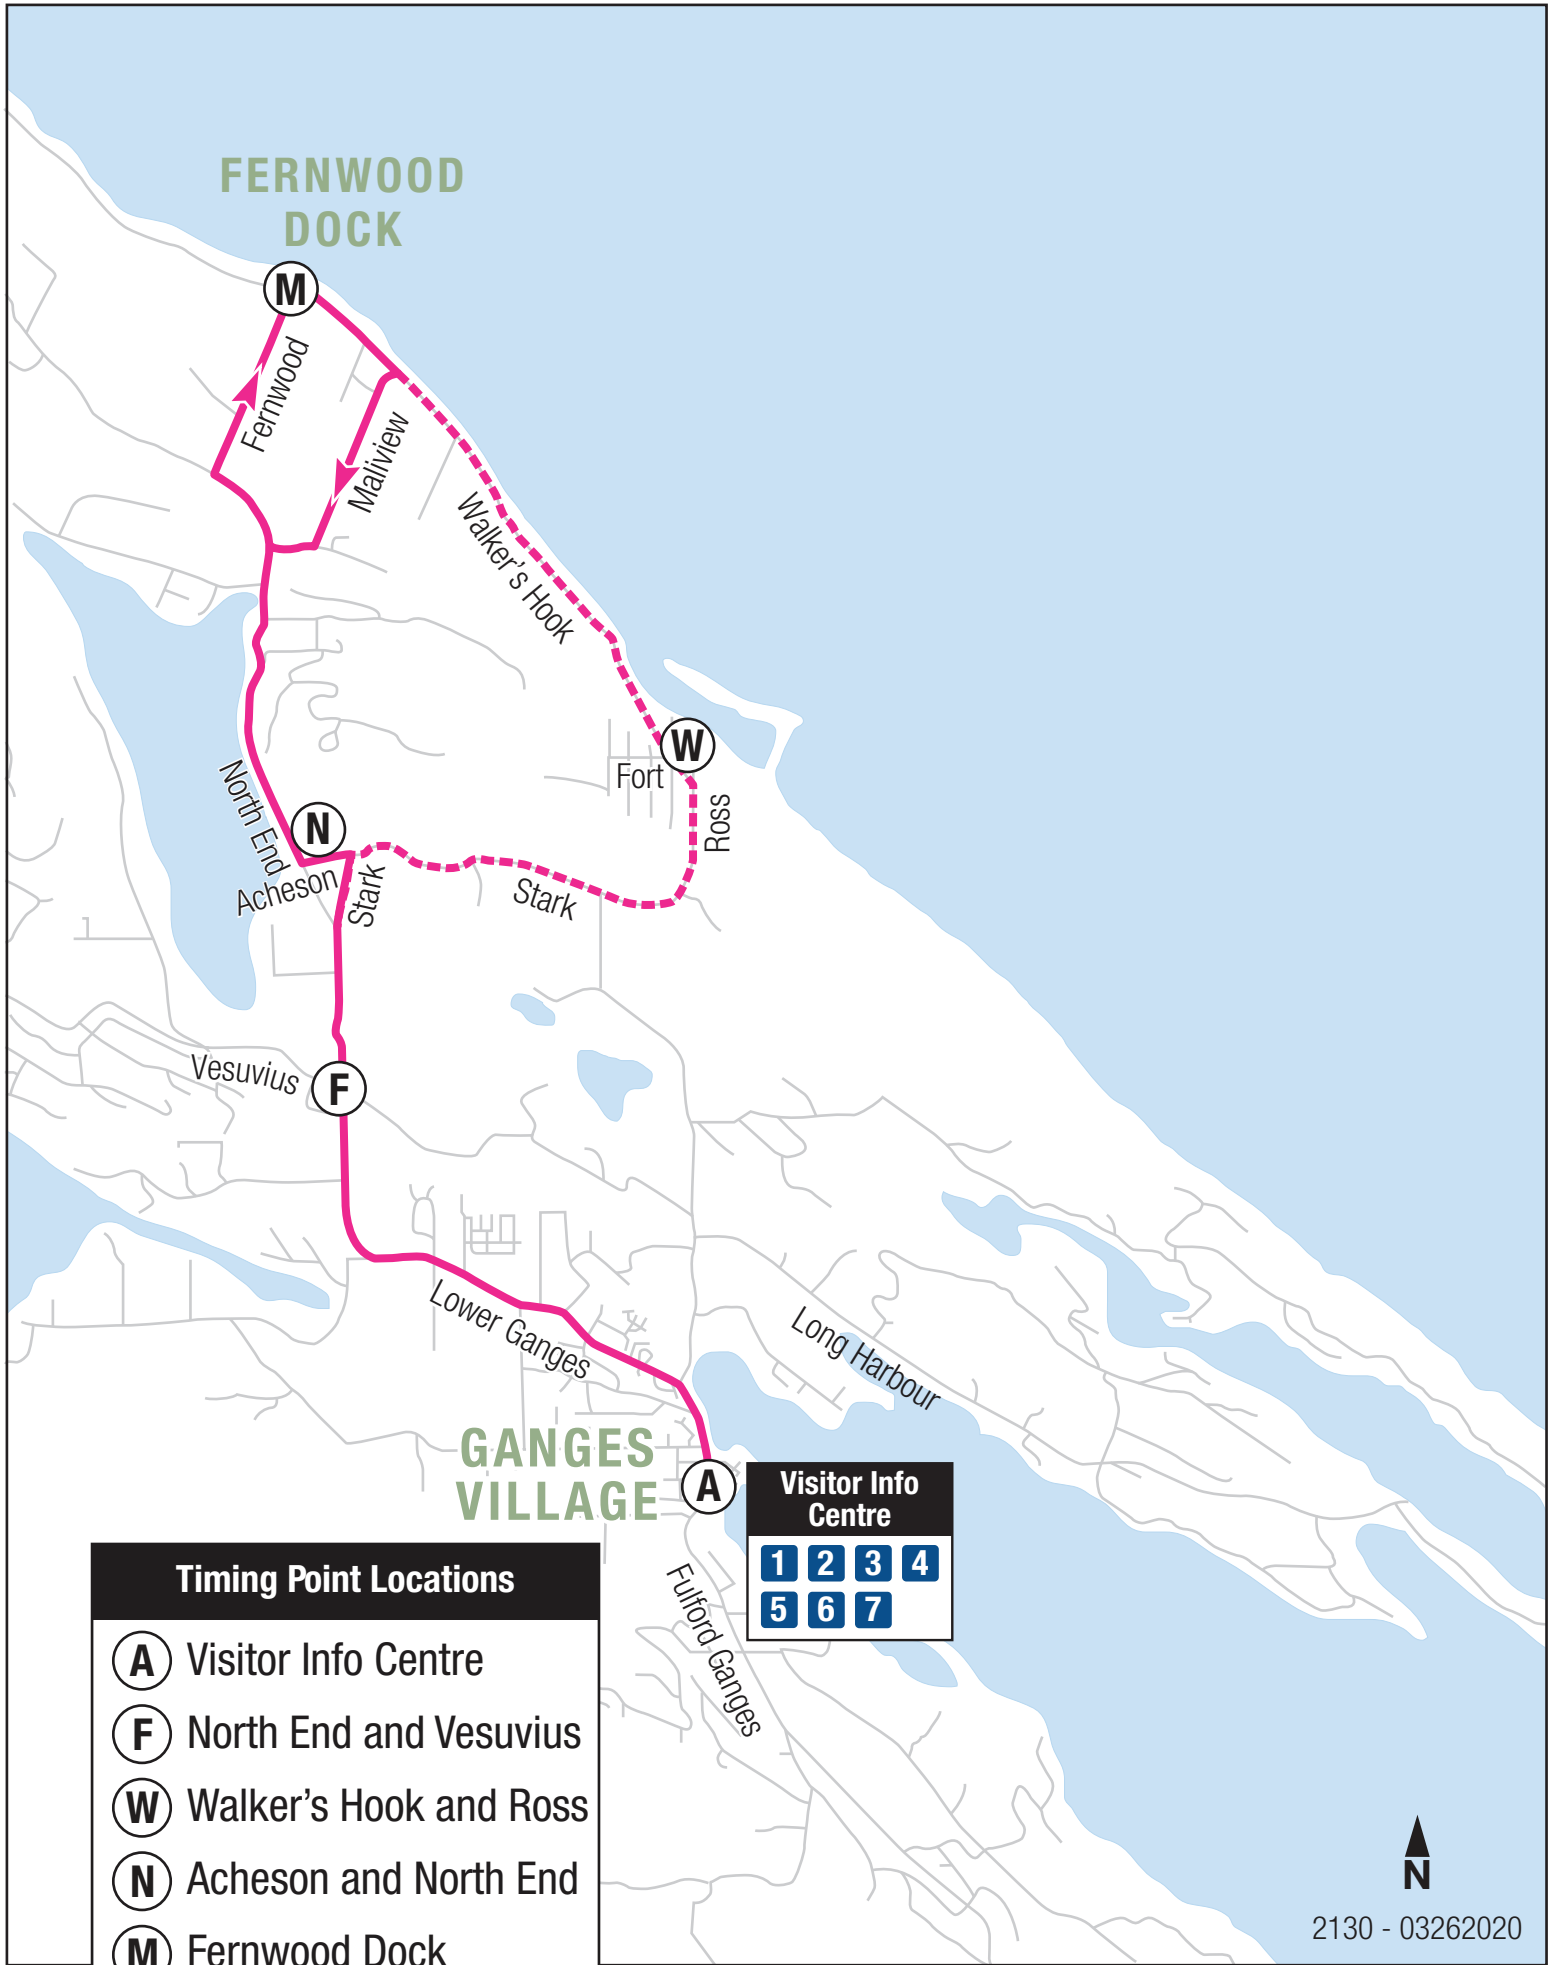 FERNWOOD
DOCK
M
Fernwood
Maliview
Walker's Hook
W
Fort
Ross
N
North End
Acheson
Stark
Stark
Vesuvius
F
Lower Ganges
Long Harbour
GANGES
VILLAGE
A
Visitor Info
Centre
1 2 3 4
5 6 7
Fulford Ganges
Timing Point Locations
A Visitor Info Centre
F North End and Vesuvius
W Walker's Hook and Ross
N Acheson and North End
M Fernwood Dock
N
2130 - 03262020